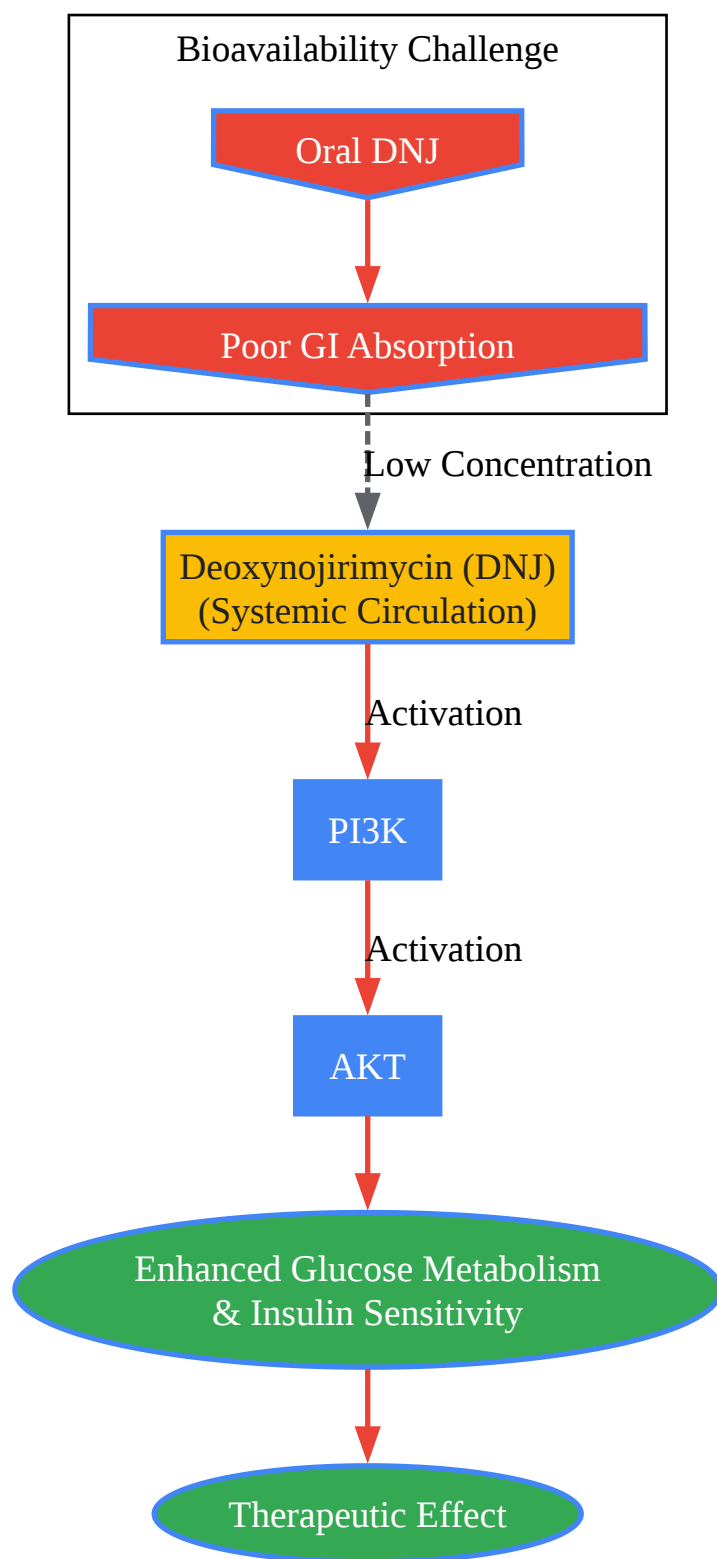 Bioavailability Challenge
Oral DNJ
Poor GI Absorption
Low Concentration
Deoxynojirimycin (DNJ)
(Systemic Circulation)
Activation
PI3K
Activation
AKT
Enhanced Glucose Metabolism
& Insulin Sensitivity
Therapeutic Effect